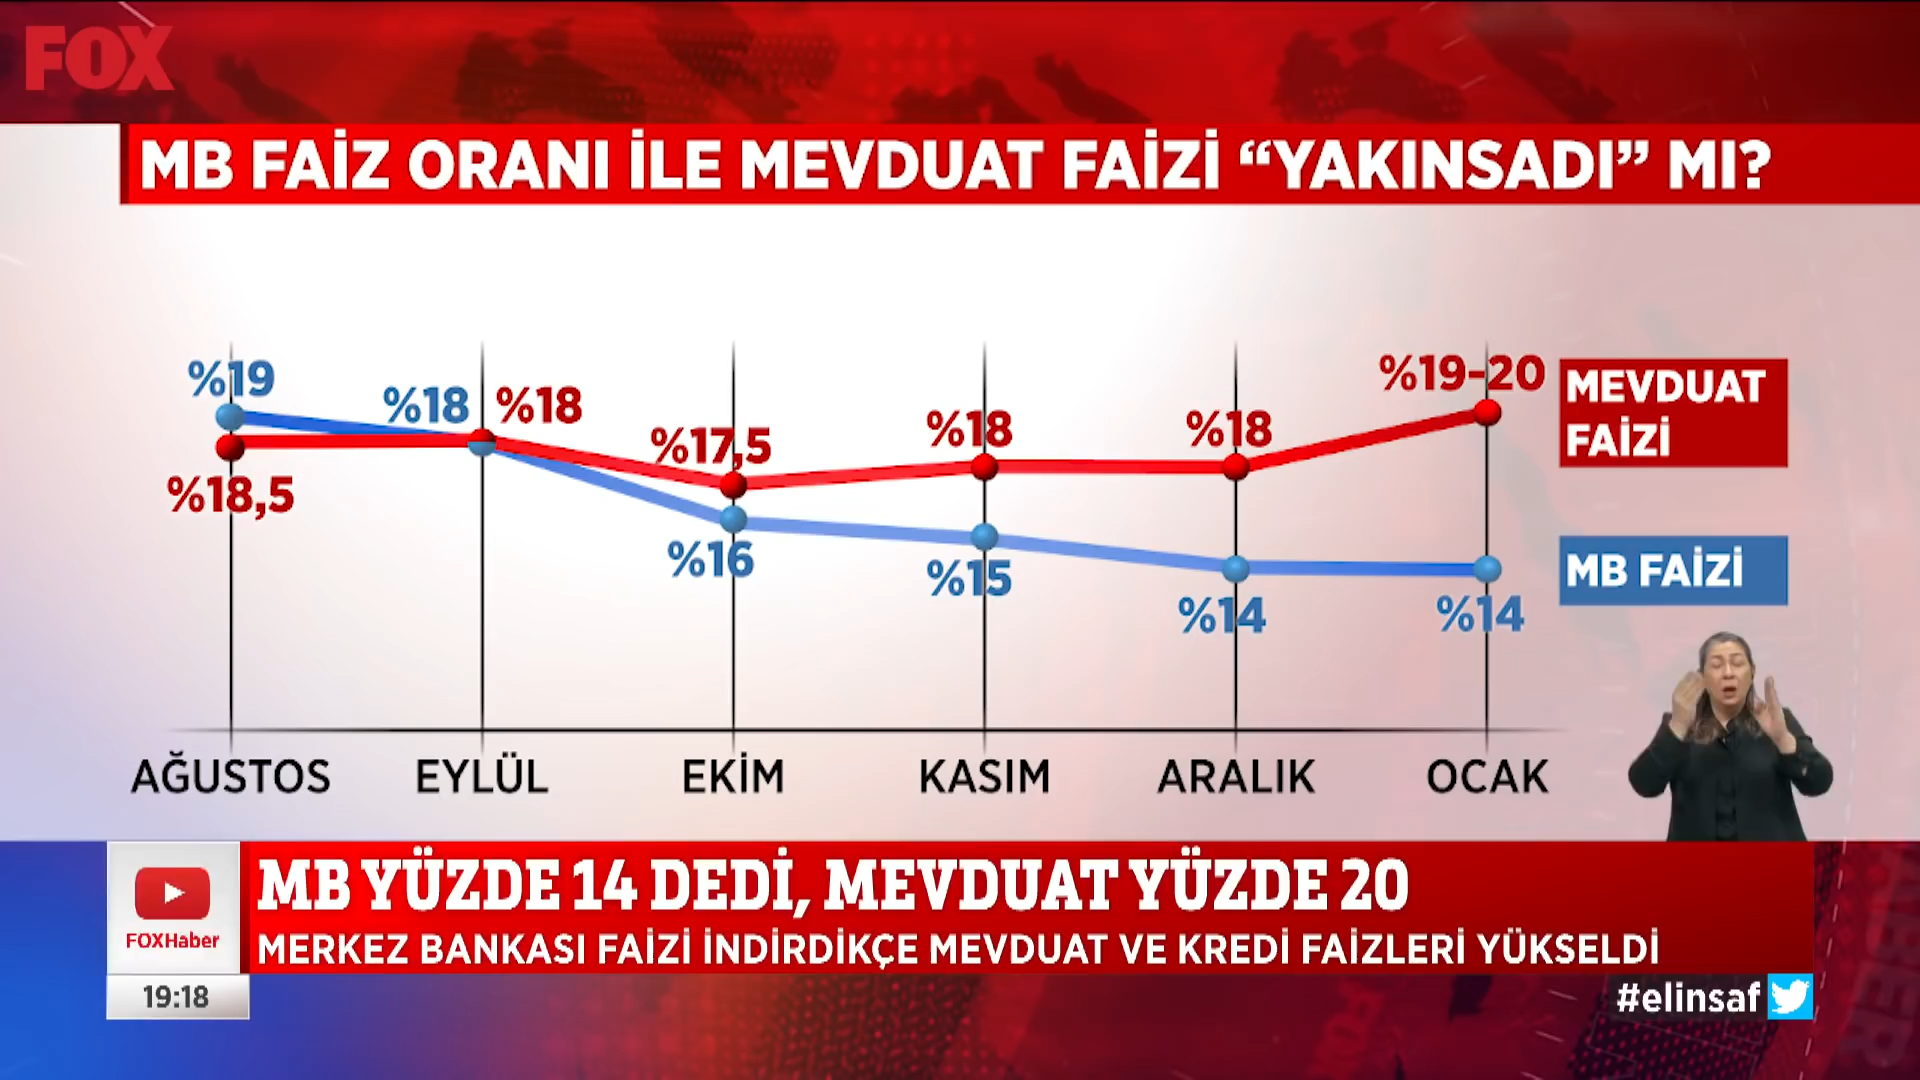 FOX
MB FAİZ ORANI İLE MEVDUAT FAİZİ “YAKINSADI” MI?
%19
%18
%18
%17,5
%18
%18
%19-20
MEVDUAT
FAİZİ
%18,5
%16
%15
%14
%14
MB FAİZİ
AĞUSTOS
EYLÜL
EKİM
KASIM
ARALIK
OCAK
MB YÜZDE 14 DEDİ, MEVDUAT YÜZDE 20
FOXHaber
MERKEZ BANKASI FAİZİ İNDİRDİKÇE MEVDUAT VE KREDİ FAİZLERİ YÜKSELDİ
19:18
#elinsaf